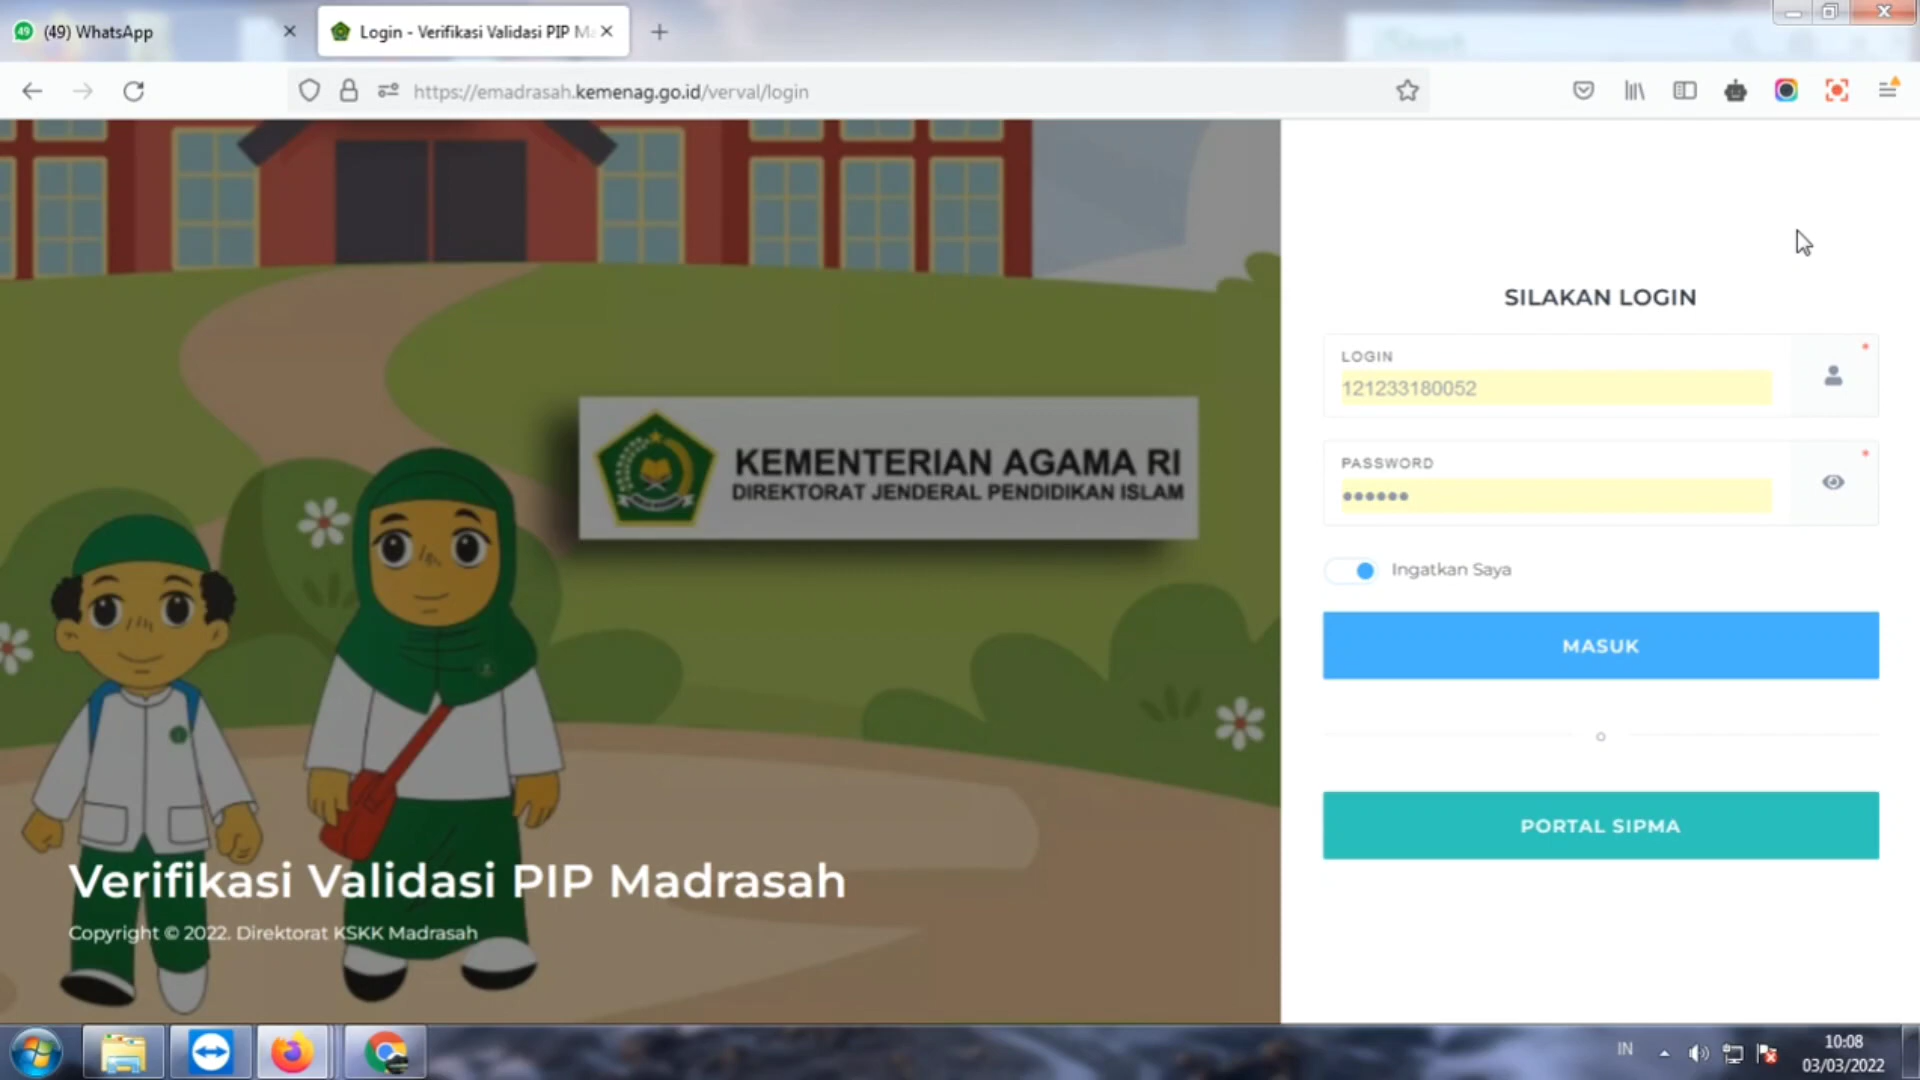 49 (49) WhatsApp
Login - Verifikasi Validasi PIP Ma
https://emadrasah.kemenag.go.id/verval/login
KEMENTERIAN AGAMA RI
DIREKTORAT JENDERAL PENDIDIKAN ISLAM
Verifikasi Validasi PIP Madrasah
Copyright © 2022. Direktorat KSKK Madrasah
SILAKAN LOGIN
LOGIN
*
121233180052
PASSWORD
*
••••••
Ingatkan Saya
MASUK
PORTAL SIPMA
IN
10:08
03/03/2022